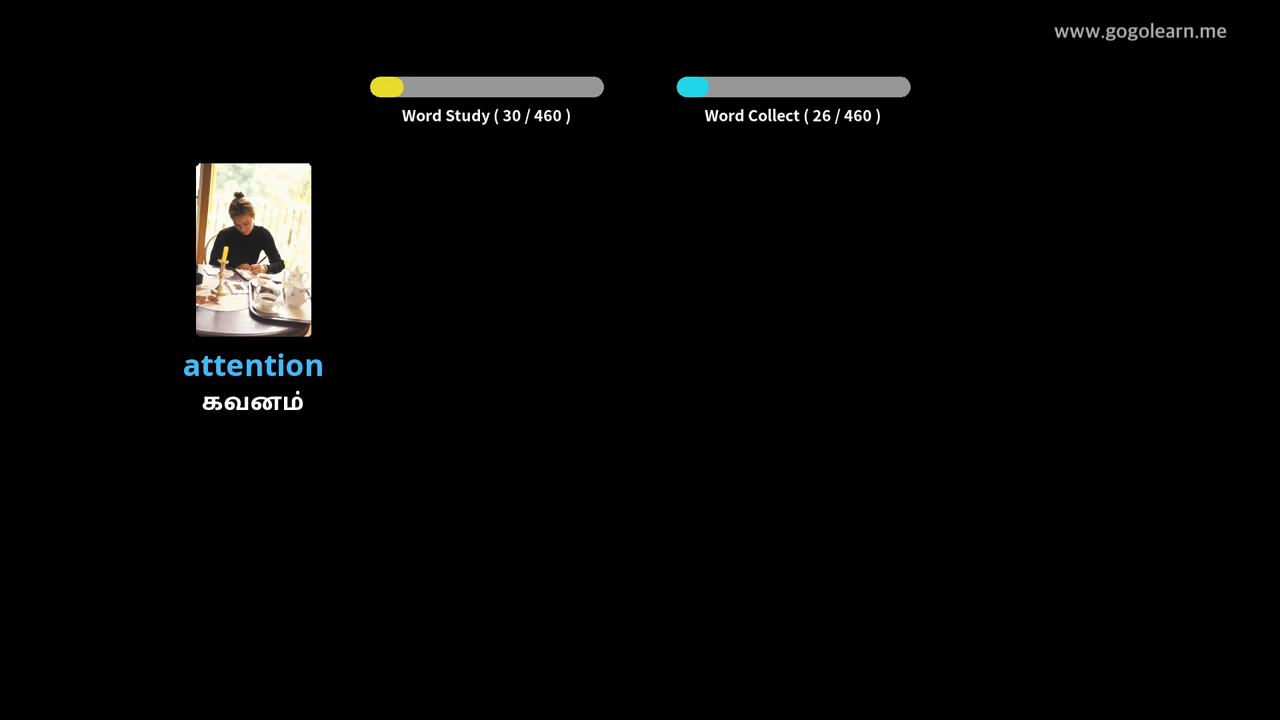 www.gogolearn.me
Word Study ( 30 / 460 )
Word Collect ( 26 / 460 )
attention
கவனம்